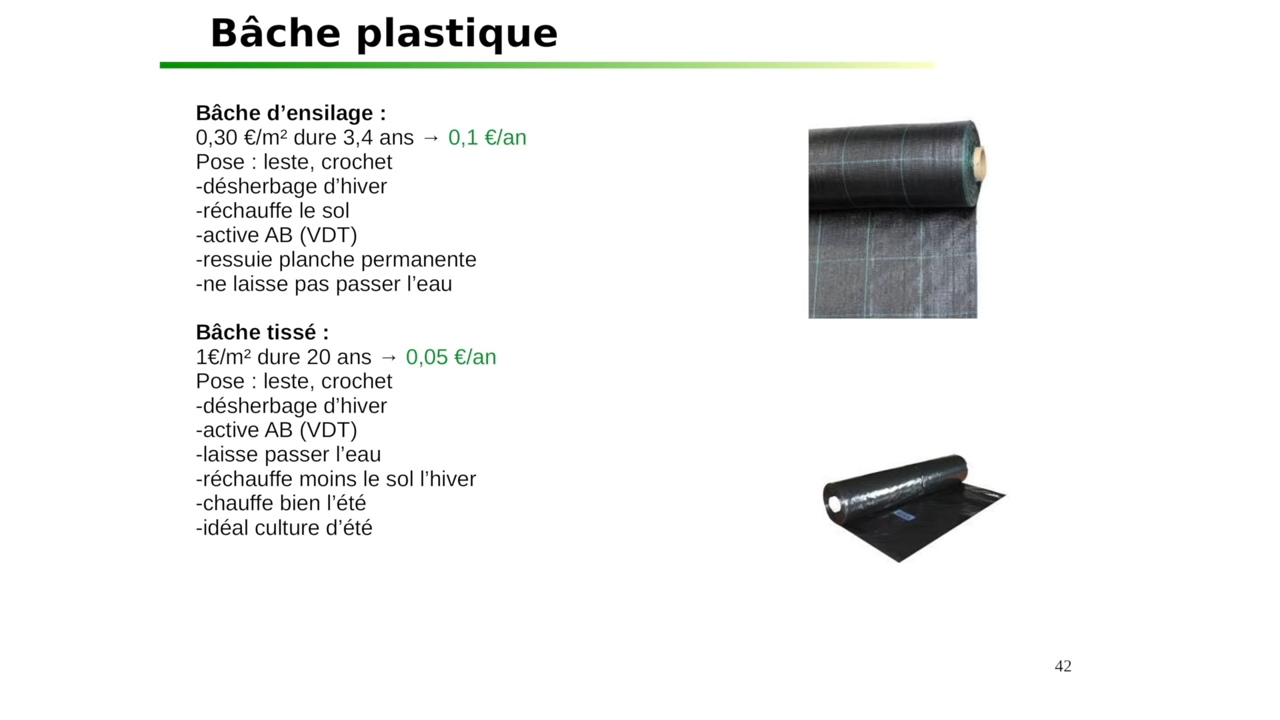 Bâche plastique
Bâche d’ensilage :
0,30 €/m² dure 3,4 ans → 0,1 €/an
Pose : leste, crochet
-désherbage d’hiver
-réchauffe le sol
-active AB (VDT)
-ressuie planche permanente
-ne laisse pas passer l’eau
Bâche tissé :
1€/m² dure 20 ans → 0,05 €/an
Pose : leste, crochet
-désherbage d’hiver
-active AB (VDT)
-laisse passer l’eau
-réchauffe moins le sol l’hiver
-chauffe bien l’été
-idéal culture d’été
42